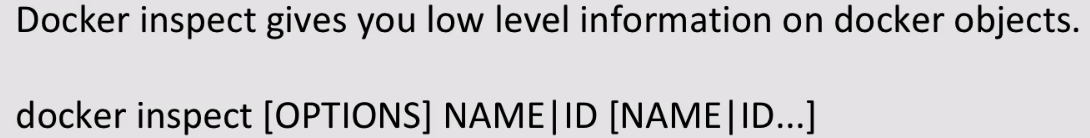 Docker inspect gives you low level information on docker objects.
docker inspect [OPTIONS] NAME|ID [NAME|ID...]